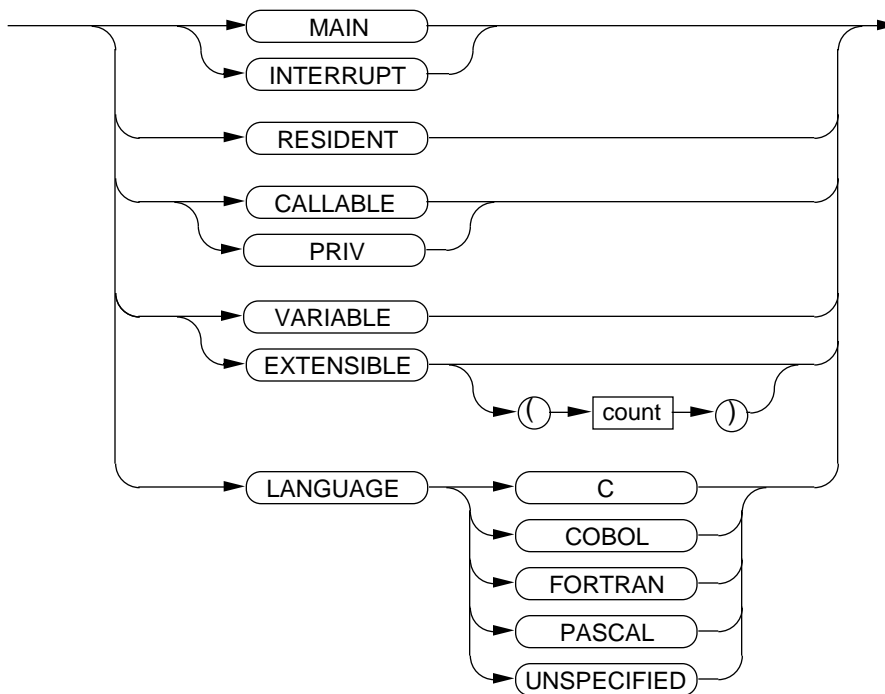 MAIN
INTERRUPT
RESIDENT
CALLABLE
PRIV
VARIABLE
EXTENSIBLE
( count )
LANGUAGE C
COBOL
FORTRAN
PASCAL
UNSPECIFIED